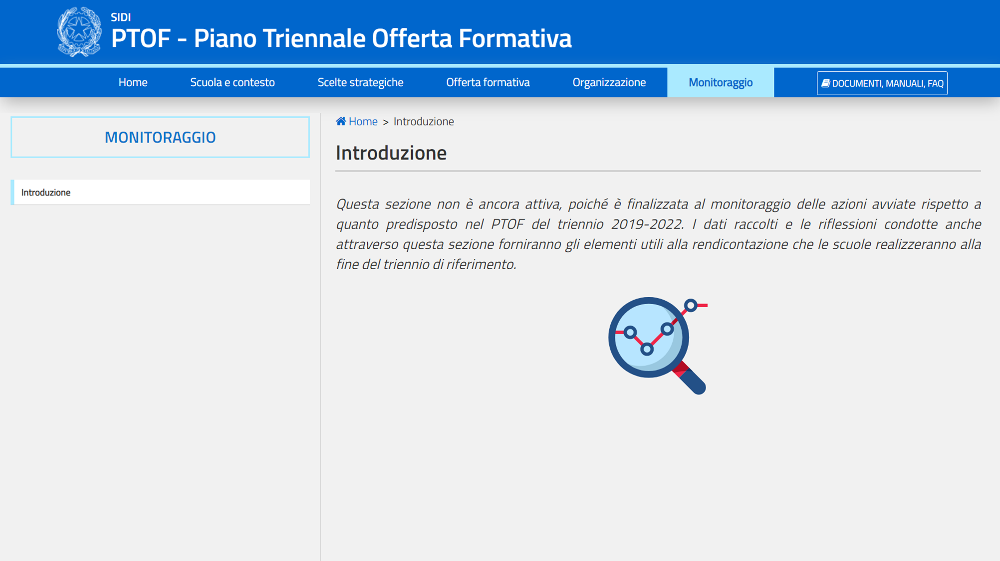 SIDI
PTOF - Piano Triennale Offerta Formativa
Home
Scuola e contesto
Scelte strategiche
Offerta formativa
Organizzazione
Monitoraggio
DOCUMENTI, MANUALI, FAQ
MONITORAGGIO
Introduzione
Home > Introduzione
Introduzione
Questa sezione non è ancora attiva, poiché è finalizzata al monitoraggio delle azioni avviate rispetto a
quanto predisposto nel PTOF del triennio 2019-2022. I dati raccolti e le riflessioni condotte anche
attraverso questa sezione forniranno gli elementi utili alla rendicontazione che le scuole realizzeranno alla
fine del triennio di riferimento.